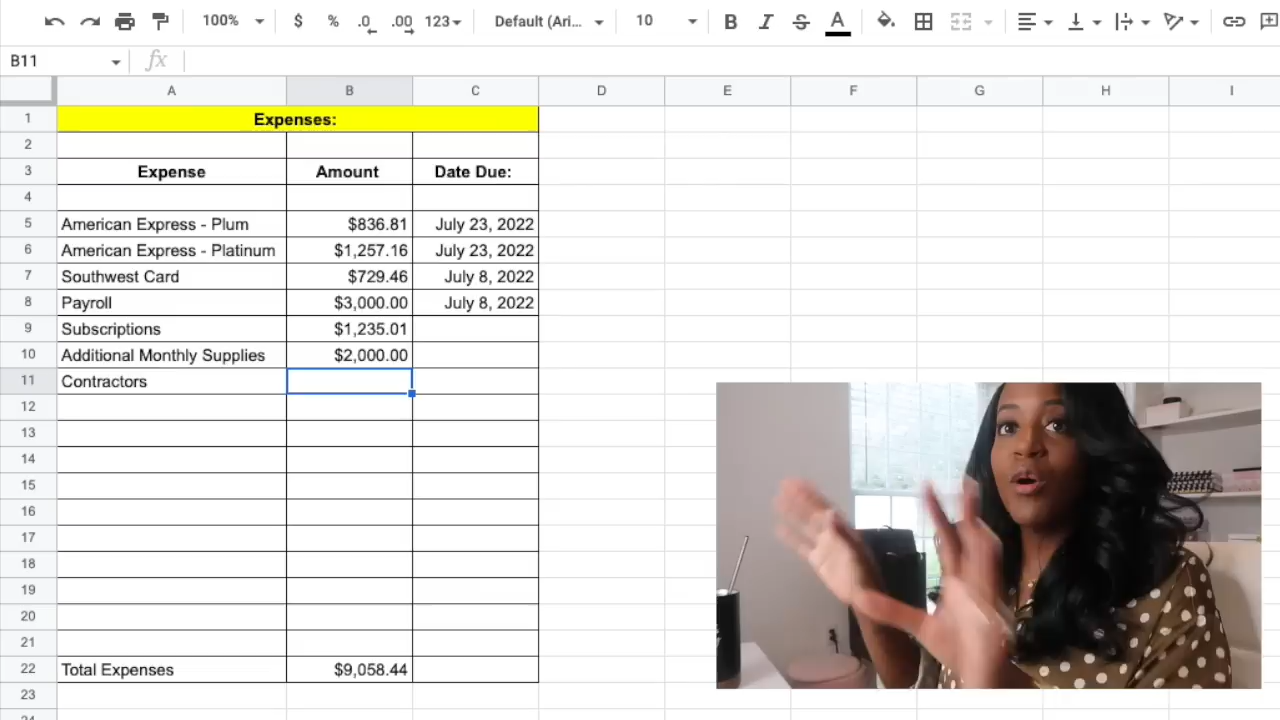 100% $ % .0 .00 123 Default (Ari... 10 B I S A
B11 fx
A B C D E F G H I
1 Expenses:
2
3 Expense Amount Date Due:
4
5 American Express - Plum $836.81 July 23, 2022
6 American Express - Platinum $1,257.16 July 23, 2022
7 Southwest Card $729.46 July 8, 2022
8 Payroll $3,000.00 July 8, 2022
9 Subscriptions $1,235.01
10 Additional Monthly Supplies $2,000.00
11 Contractors
12
13
14
15
16
17
18
19
20
21
22 Total Expenses $9,058.44
23
24